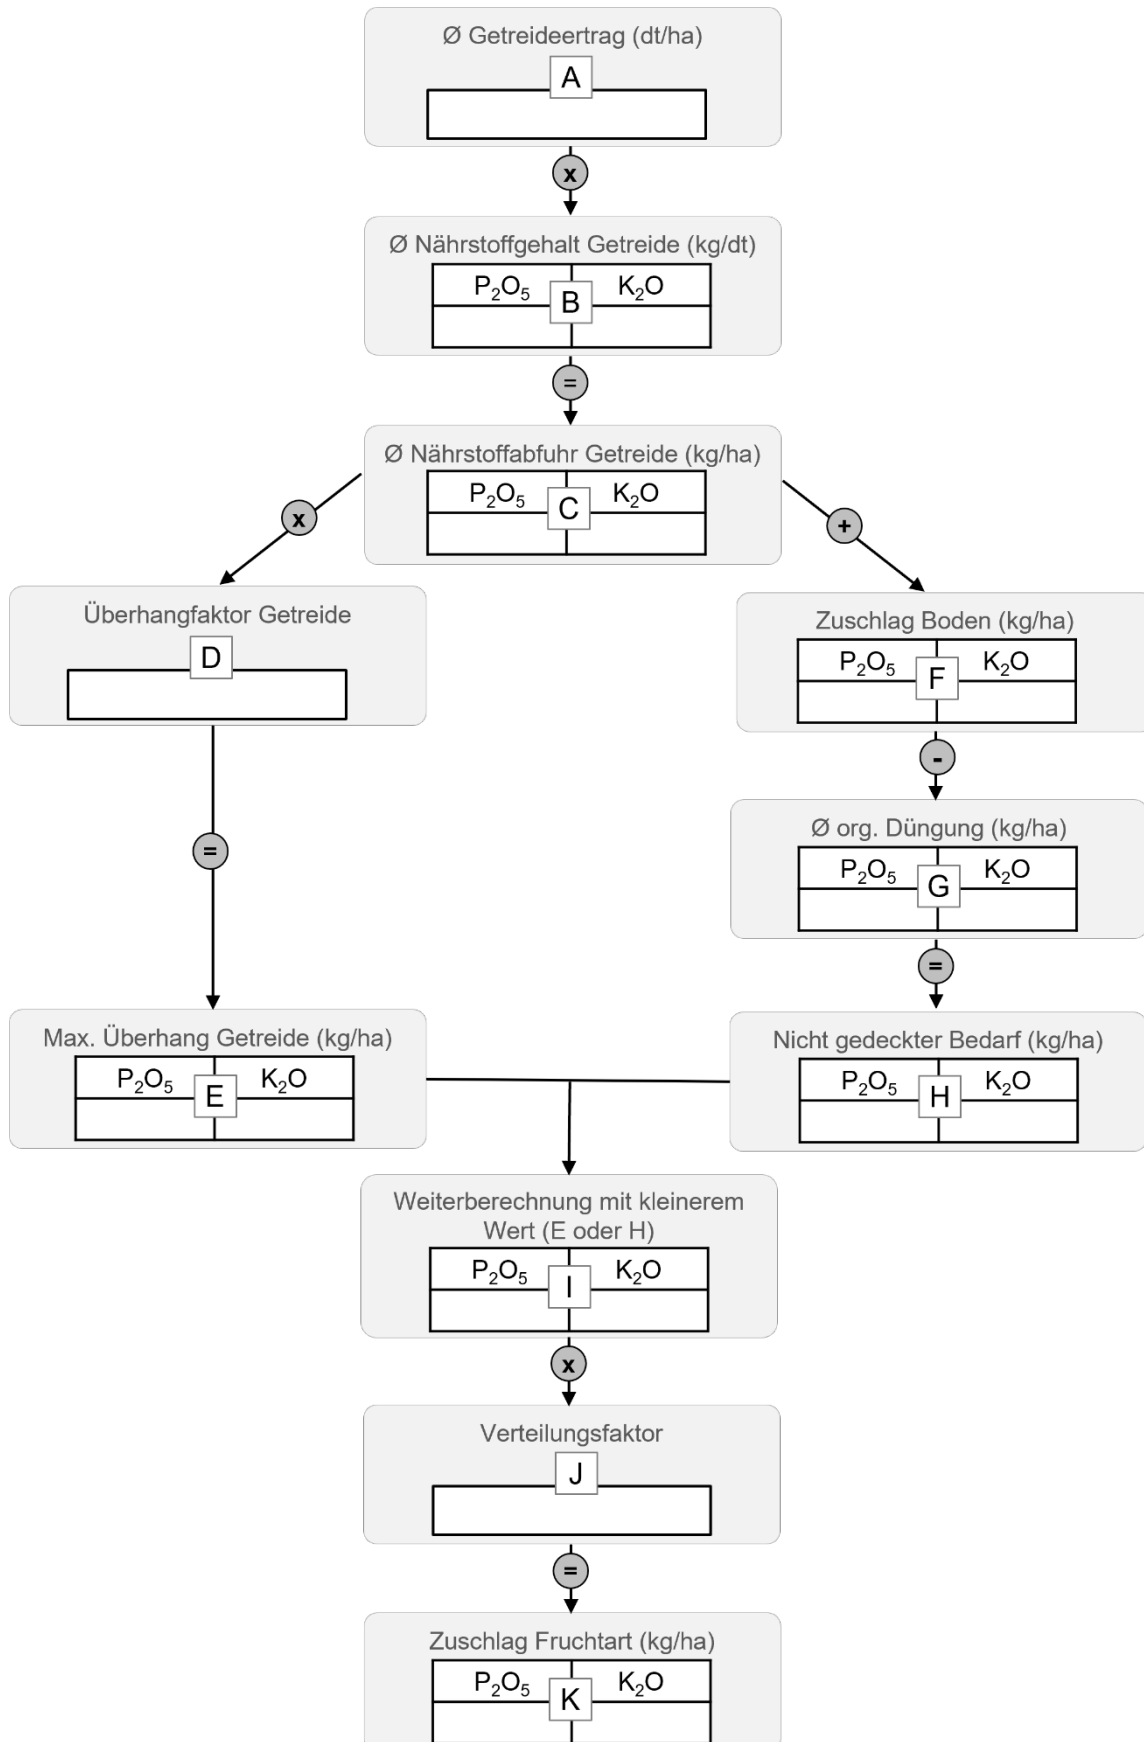 Ø Getreideertrag (dt/ha)
A
x
Ø Nährstoffgehalt Getreide (kg/dt)
P₂O₅ B K₂O
=
Ø Nährstoffabfuhr Getreide (kg/ha)
P₂O₅ C K₂O
x
+
Überhangfaktor Getreide
D
=
Max. Überhang Getreide (kg/ha)
P₂O₅ E K₂O
Zuschlag Boden (kg/ha)
P₂O₅ F K₂O
-
Ø org. Düngung (kg/ha)
P₂O₅ G K₂O
=
Nicht gedeckter Bedarf (kg/ha)
P₂O₅ H K₂O
Weiterberechnung mit kleinerem
Wert (E oder H)
P₂O₅ I K₂O
x
Verteilungsfaktor
J
=
Zuschlag Fruchtart (kg/ha)
P₂O₅ K K₂O